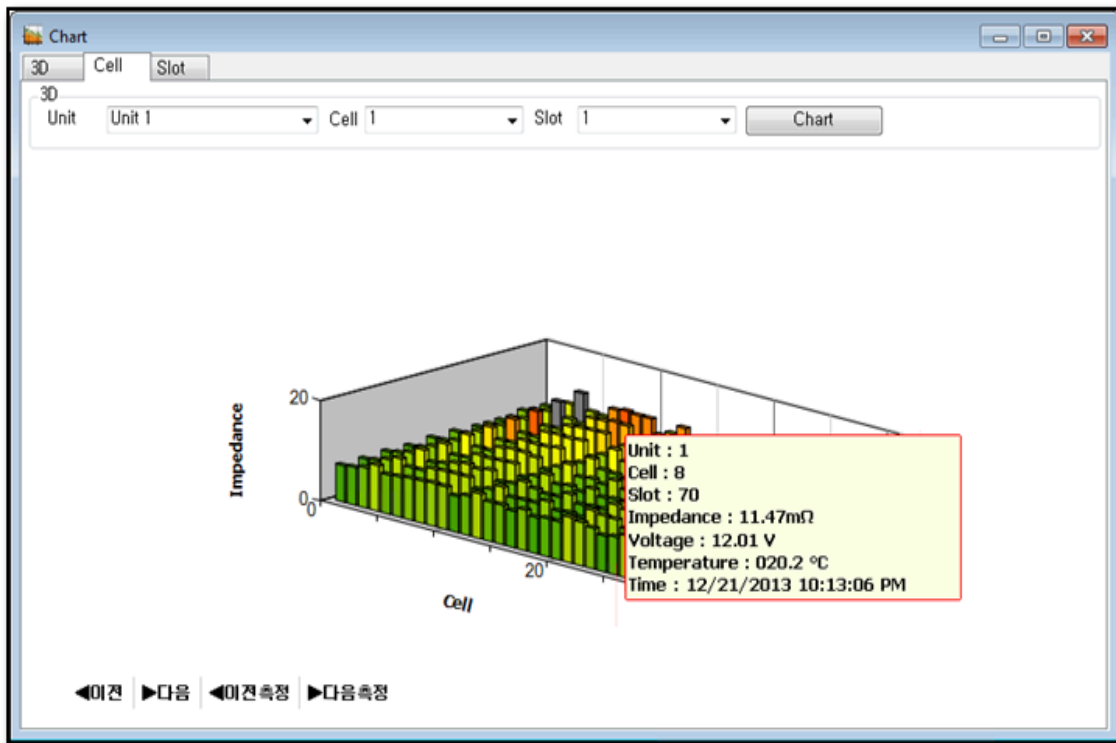 Chart
3D Cell Slot
3D
Unit Unit 1 Cell 1 Slot 1 Chart
20
Impedance
0
0
20
Cell
Unit : 1
Cell : 8
Slot : 70
Impedance : 11.47mΩ
Voltage : 12.01 V
Temperature : 020.2 °C
Time : 12/21/2013 10:13:06 PM
◀이전 ▶다음 ◀이전측정 ▶다음측정